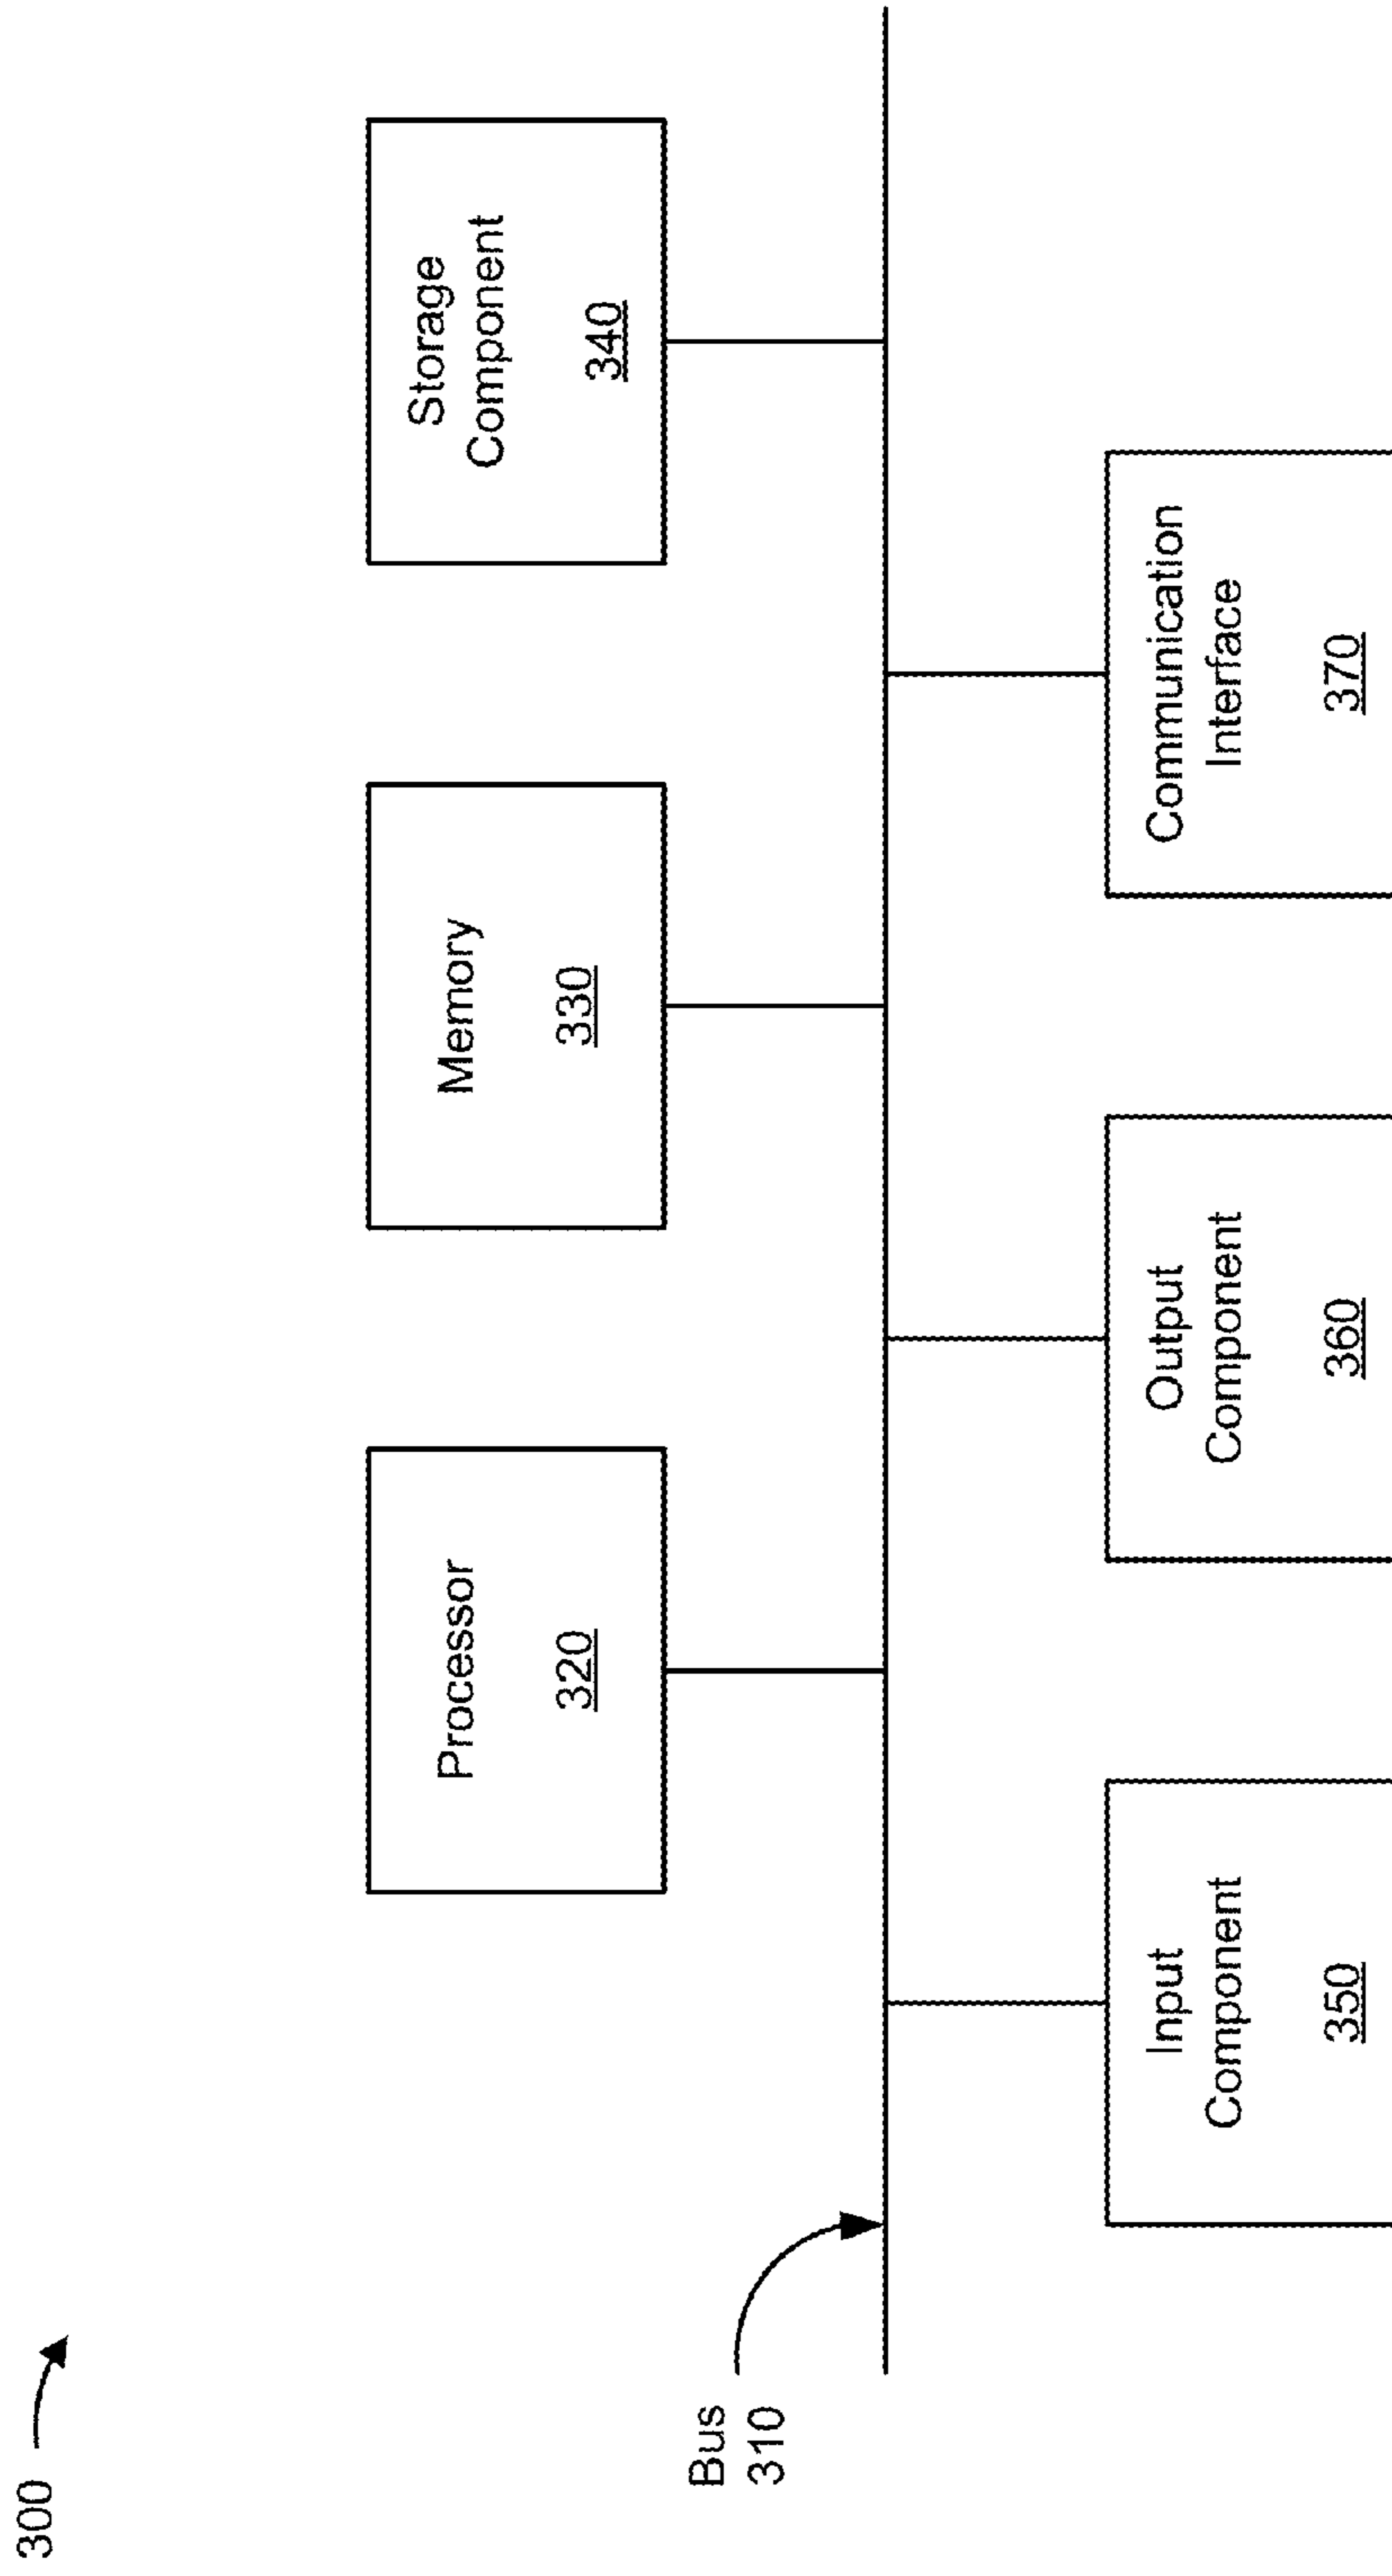 300
Processor
320
Memory
330
Storage
Component
340
Bus
310
Input
Component
350
Output
Component
360
Communication
Interface
370